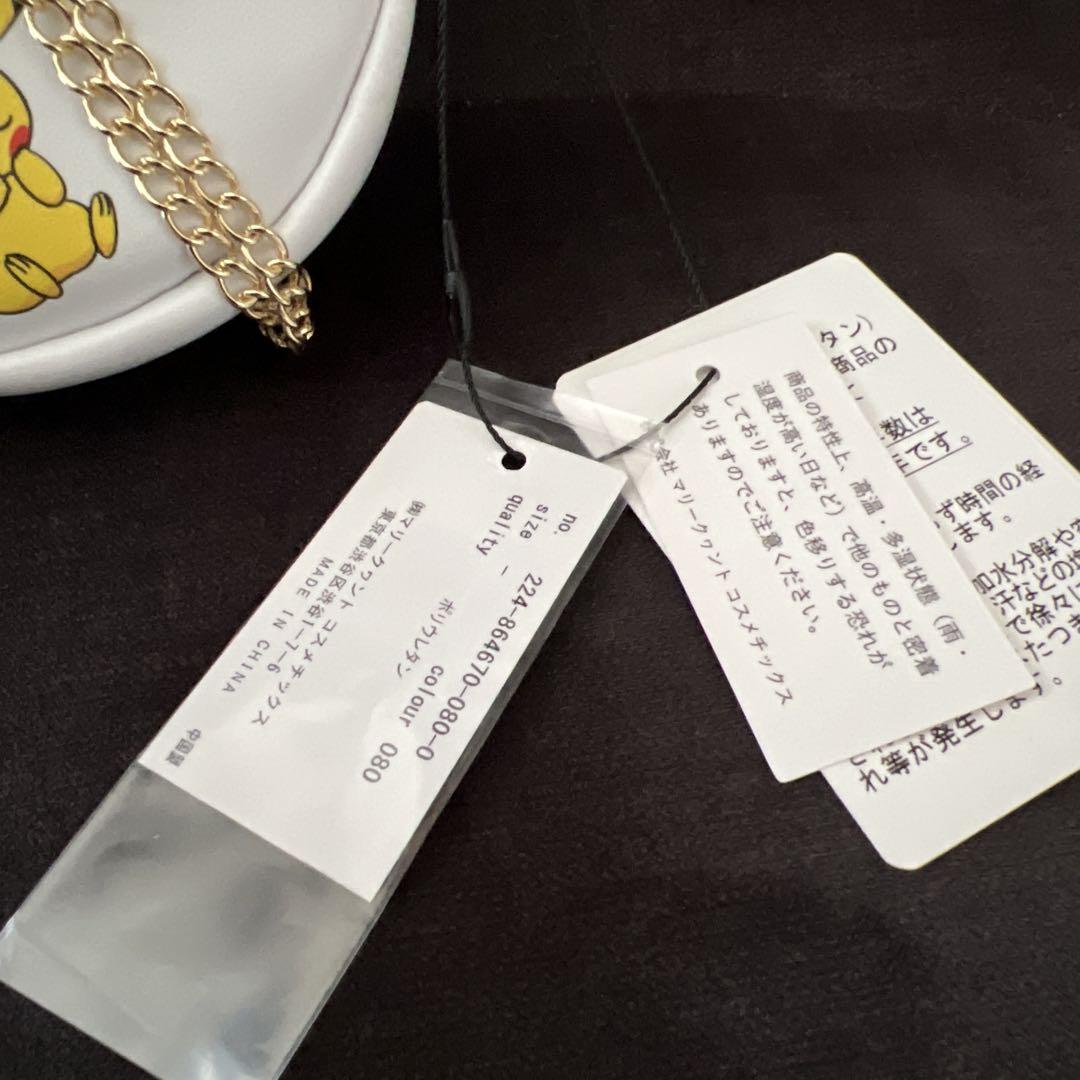 no. 224-864670-080-0
size - colour 080
quality ポリウレタン
㈱マリークヮント コスメチックス
東京都渋谷区渋谷1-7-6
MADE IN CHINA
中国製
商品の特性上、高温・多湿状態（雨・
湿度が高い日など）で他のものと密着
しておりますと、色移りする恐れが
ありますのでご注意ください。
会社 マリークヮント コスメチックス
タン）
品の
数は
です。
時間の経
ます。
水分解や
汗などの
で徐々に
れ等が発生しま